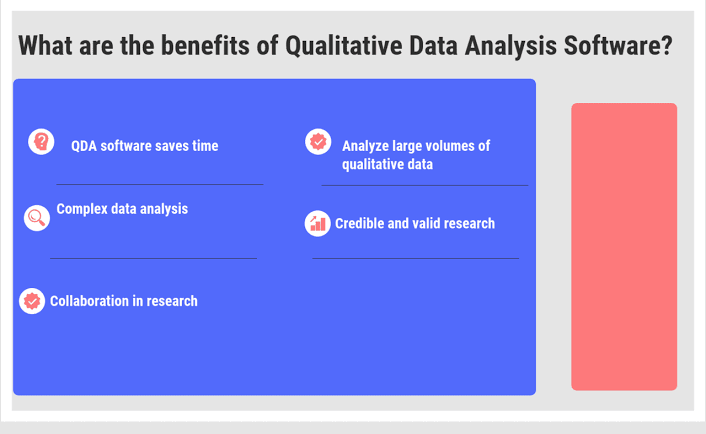 What are the benefits of Qualitative Data Analysis Software?
QDA software saves time
Analyze large volumes of
qualitative data
Complex data analysis
Credible and valid research
Collaboration in research